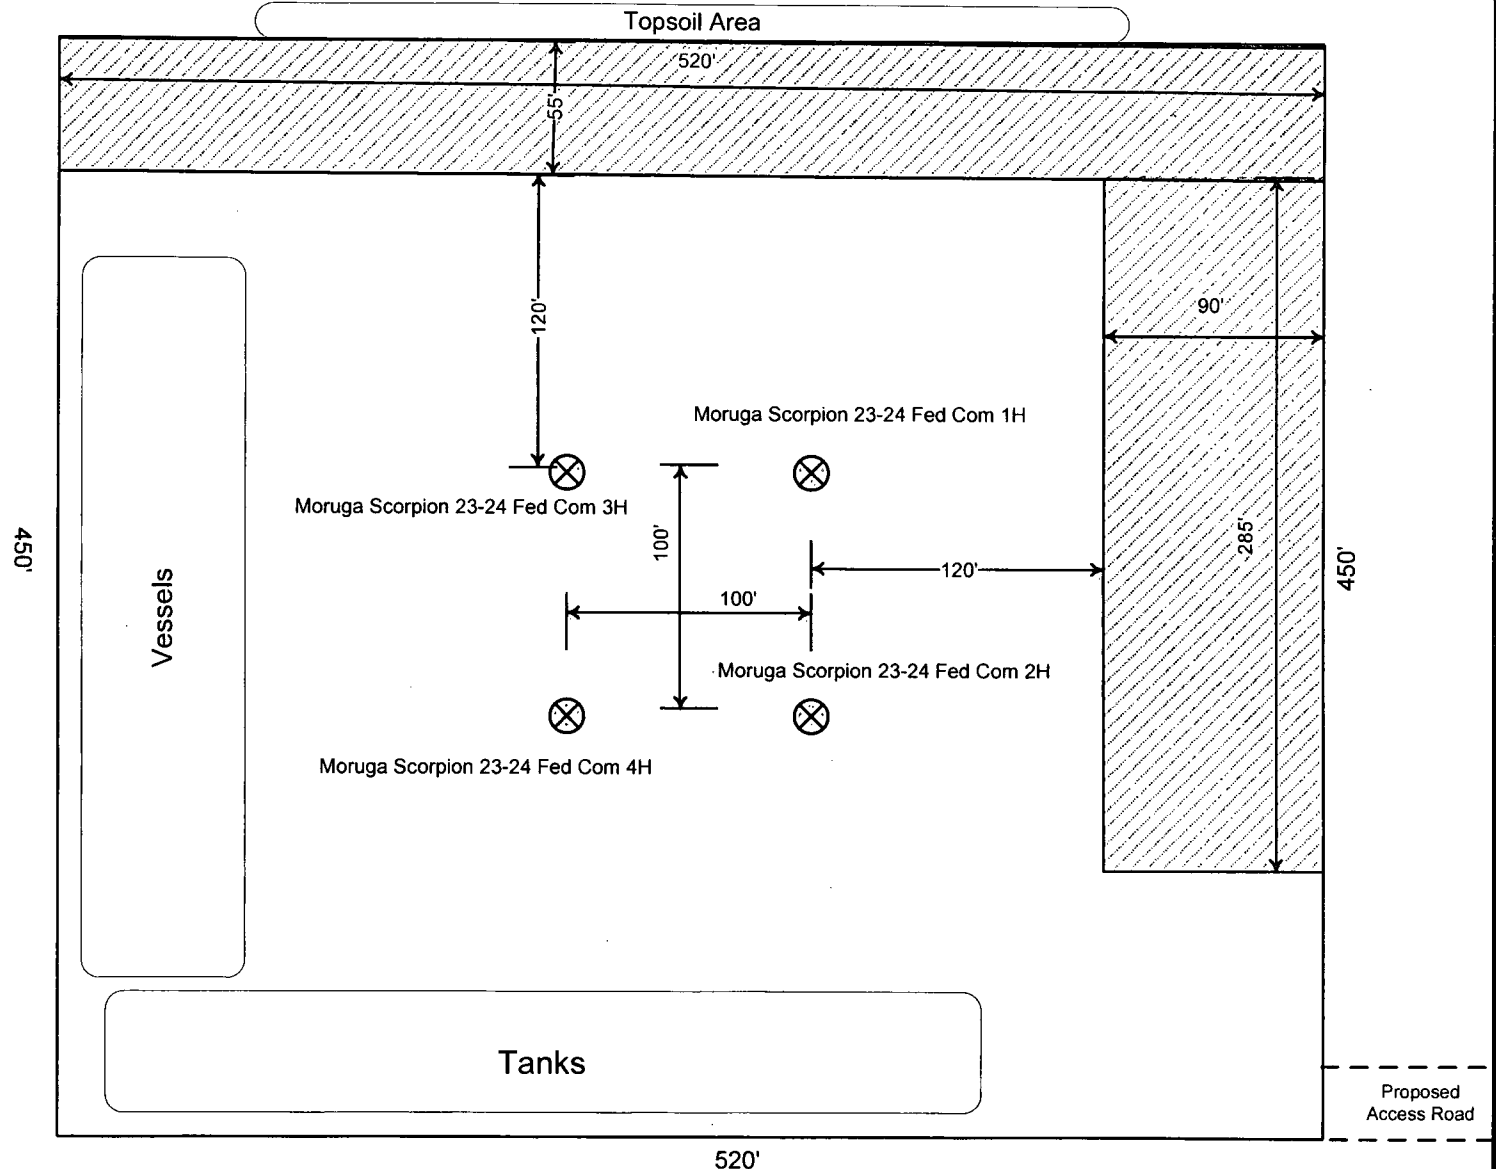 Topsoil Area
520'
55'
120'
90'
Moruga Scorpion 23-24 Fed Com 1H
Moruga Scorpion 23-24 Fed Com 3H
450'
Vessels
100'
120'
285'
450'
100'
Moruga Scorpion 23-24 Fed Com 2H
Moruga Scorpion 23-24 Fed Com 4H
Tanks
Proposed
Access Road
520'